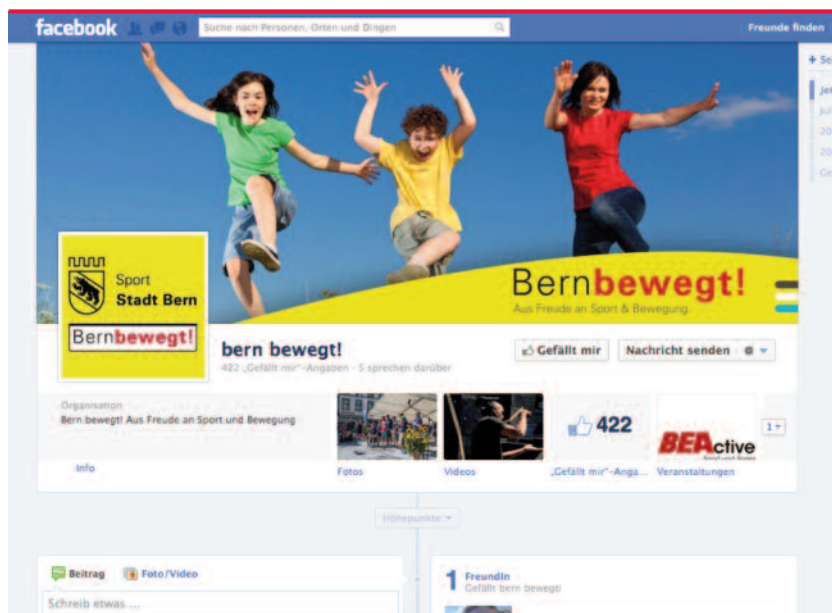 facebook
Suche nach Personen, Orten und Dingen
Freunde finden
Sport
Stadt Bern
Bernbewegt!
Bernbewegt!
Aus Freude an Sport & Bewegung.
bern bewegt!
422 „Gefällt mir“-Angaben · 5 sprechen darüber
Gefällt mir
Nachricht senden
Organisation
Bern bewegt! Aus Freude an Sport und Bewegung
Info
Fotos
Videos
422
„Gefällt mir“-Anga...
BEActive
Veranstaltungen
1
Höhepunkte
Beitrag
Foto/Video
Schreib etwas ...
1 FreundIn
Gefällt bern bewegt!